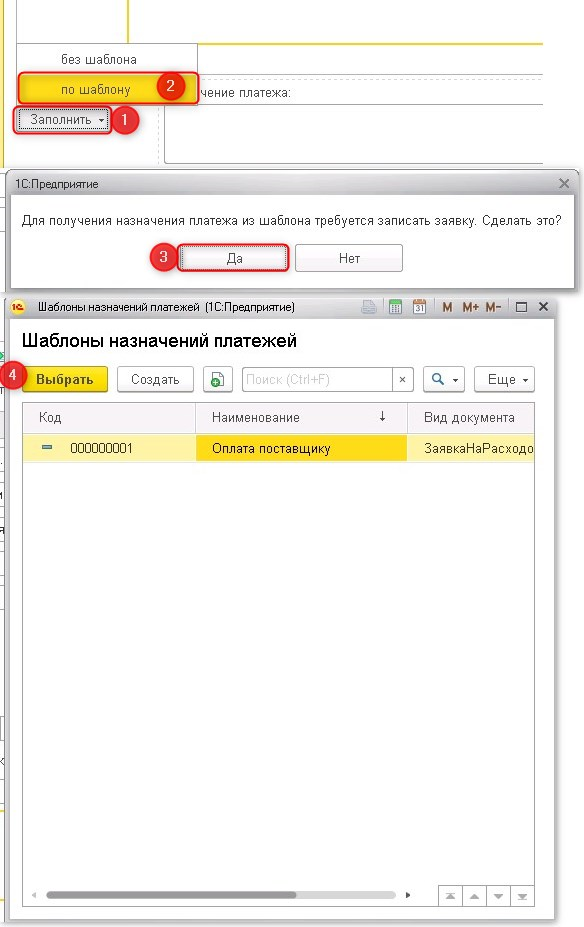 без шаблона
по шаблону
2
чение платежа:
Заполнить
1
1С:Предприятие
Для получения назначения платежа из шаблона требуется записать заявку. Сделать это?
3
Да
Нет
1С
Шаблоны назначений платежей (1С:Предприятие)
31
M M+ M-
Шаблоны назначений платежей
4
Выбрать
Создать
Поиск (Ctrl+F)
×
Еще
Код
Наименование ↓
Вид документа
000000001
Оплата поставщику
ЗаявкаНаРасходо